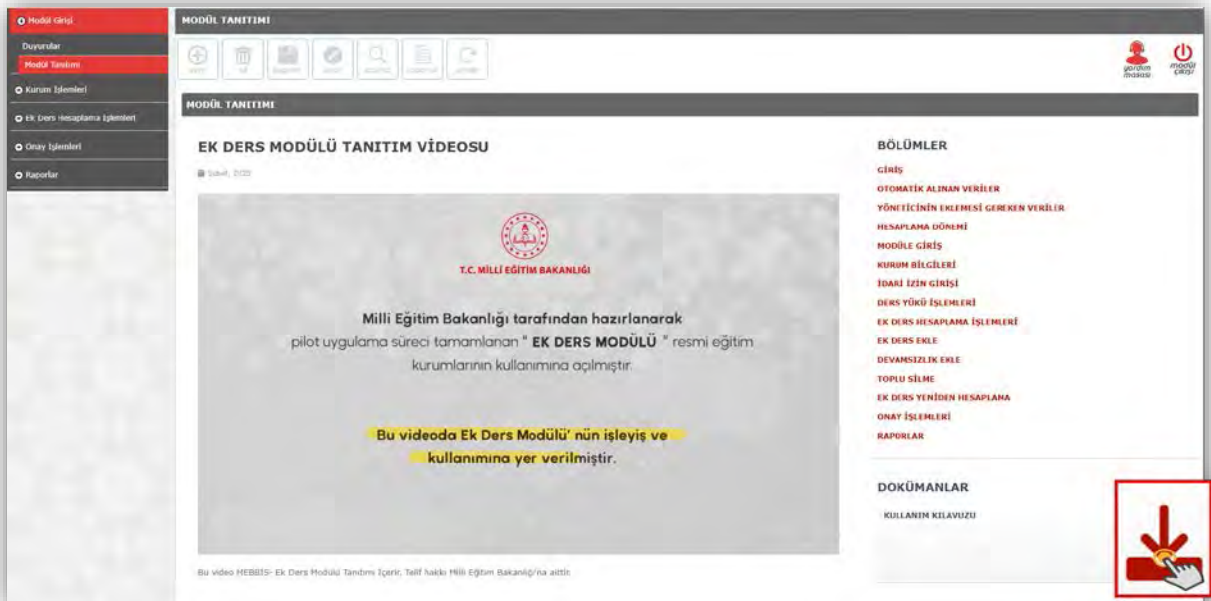 Modül Girişi
Duyurular
Modül Tanıtımı
Kurum İşlemleri
Ek Ders Hesaplama İşlemleri
Onay İşlemleri
Raporlar
MODÜL TANITIMI
yardım
masası
modül
çıkışı
MODÜL TANITIMI
EK DERS MODÜLÜ TANITIM VİDEOSU
T.C. MİLLÎ EĞİTİM BAKANLIĞI
Milli Eğitim Bakanlığı tarafından hazırlanarak
pilot uygulama süreci tamamlanan " EK DERS MODÜLÜ " resmi eğitim
kurumlarının kullanımına açılmıştır.
Bu videoda Ek Ders Modülü' nün işleyiş ve
kullanımına yer verilmiştir.
Bu video MEBBİS- Ek Ders Modülü Tanıtımı İçerir. Telif hakkı Milli Eğitim Bakanlığı'na aittir.
BÖLÜMLER
GİRİŞ
OTOMATİK ALINAN VERİLER
YÖNETİCİNİN EKLEMESİ GEREKEN VERİLER
HESAPLAMA DÖNEMİ
MODÜLE GİRİŞ
KURUM BİLGİLERİ
İDARİ İZİN GİRİŞİ
DERS YÜKÜ İŞLEMLERİ
EK DERS HESAPLAMA İŞLEMLERİ
EK DERS EKLE
DEVAMSIZLIK EKLE
TOPLU SİLME
EK DERS YENİDEN HESAPLAMA
ONAY İŞLEMLERİ
RAPORLAR
DOKÜMANLAR
KULLANIM KILAVUZU